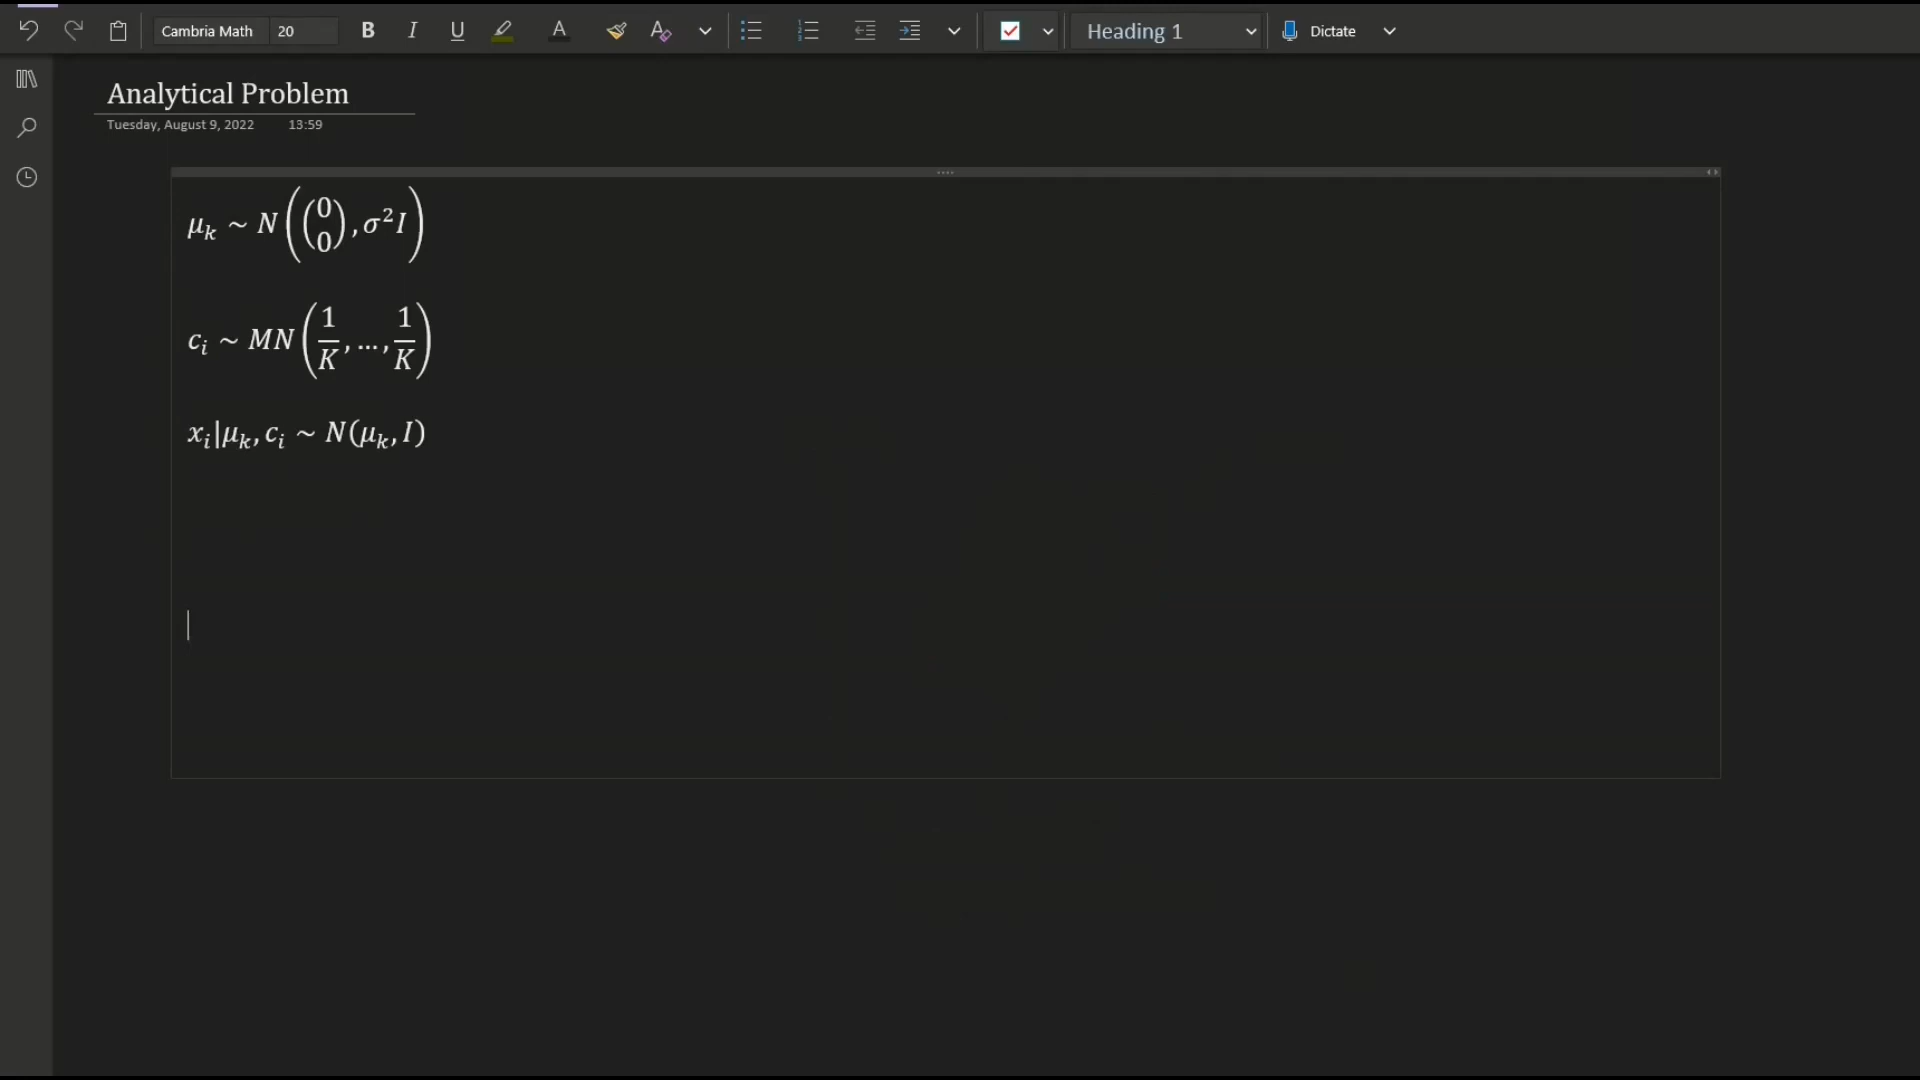 Cambria Math 20 B I U A A Heading 1 Dictate
Analytical Problem
Tuesday, August 9, 2022 13:59
μ_k ~ N((0 0), σ²I)
c_i ~ MN(1/K, …, 1/K)
x_i|μ_k, c_i ~ N(μ_k, I)